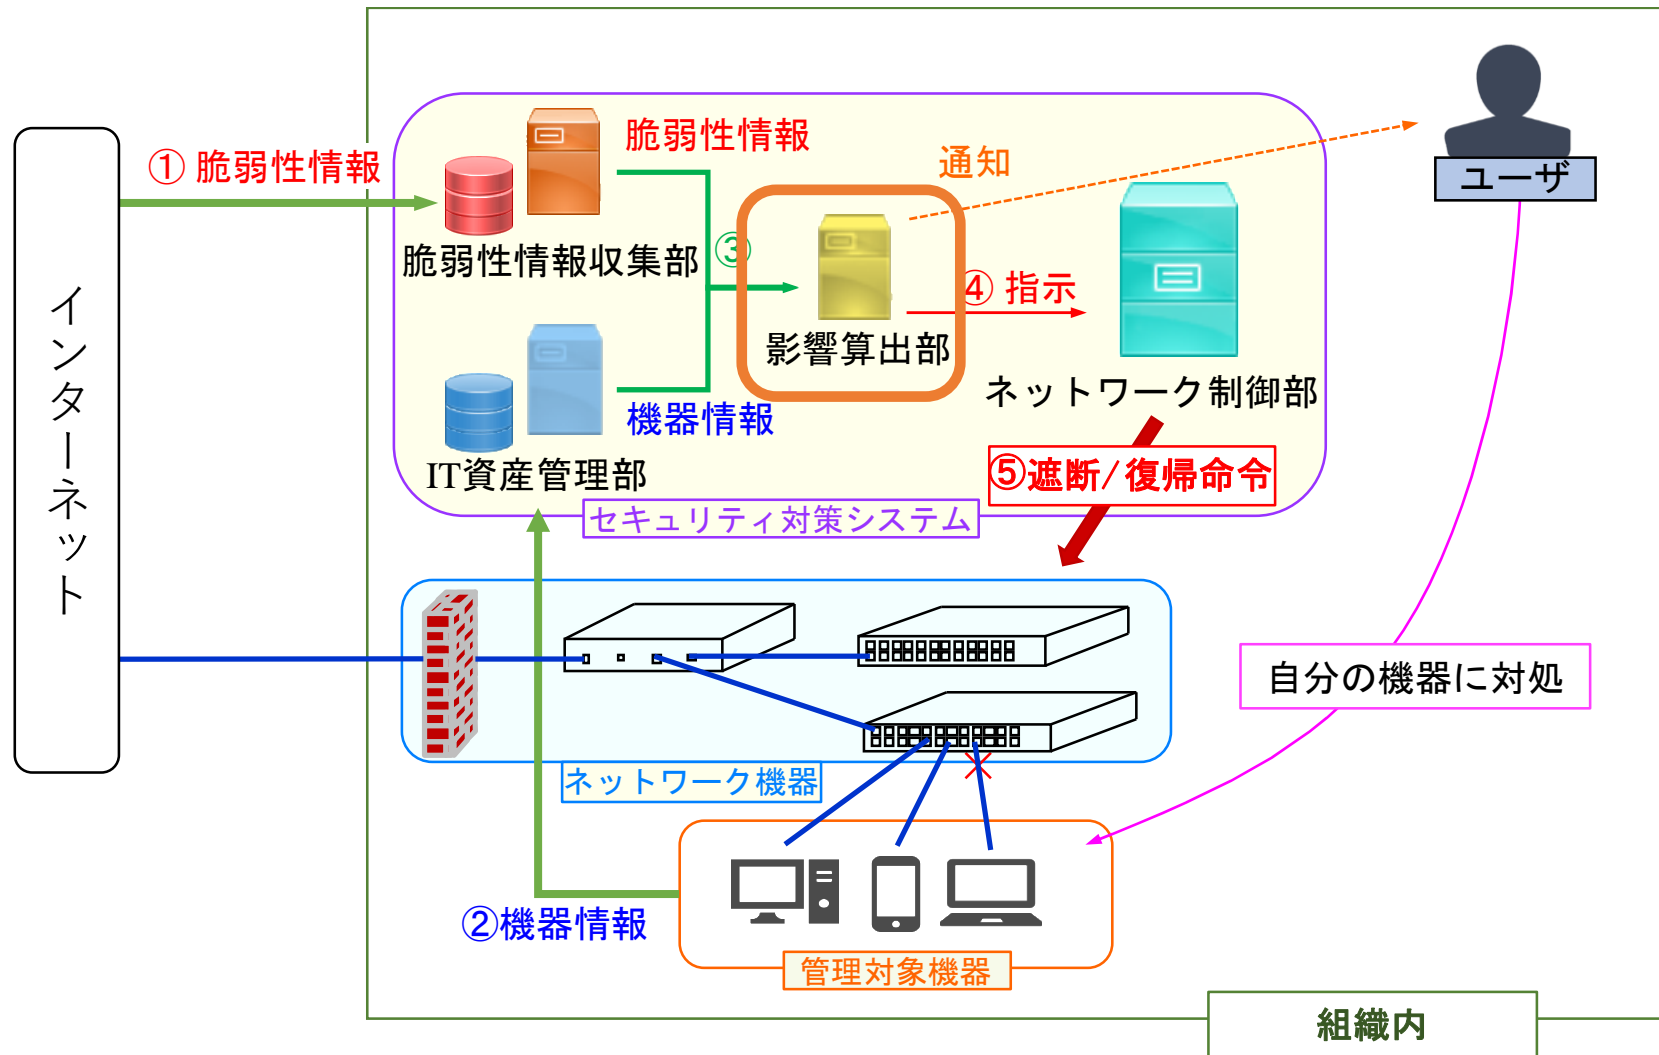 インターネット
① 脆弱性情報
脆弱性情報
脆弱性情報収集部
③
通知
ユーザ
影響算出部
④ 指示
ネットワーク制御部
機器情報
IT資産管理部
⑤遮断/復帰命令
セキュリティ対策システム
自分の機器に対処
ネットワーク機器
②機器情報
管理対象機器
組織内